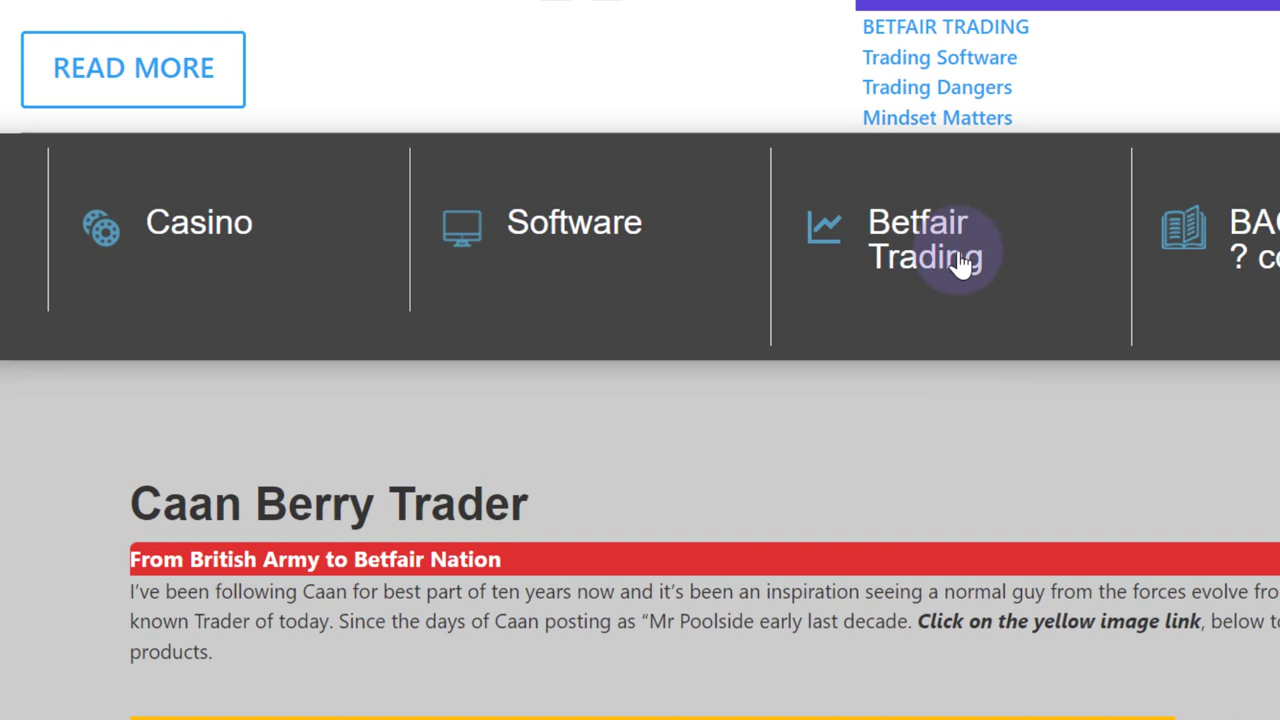 READ MORE
BETFAIR TRADING
Trading Software
Trading Dangers
Mindset Matters
Casino
Software
Betfair
Trading
? 
Caan Berry Trader
From British Army to Betfair Nation
I've been following Caan for best part of ten years now and it's been an inspiration seeing a normal guy from the forces evolve
known Trader of today. Since the days of Caan posting as “Mr Poolside early last decade. Click on the yellow image link, below
products.